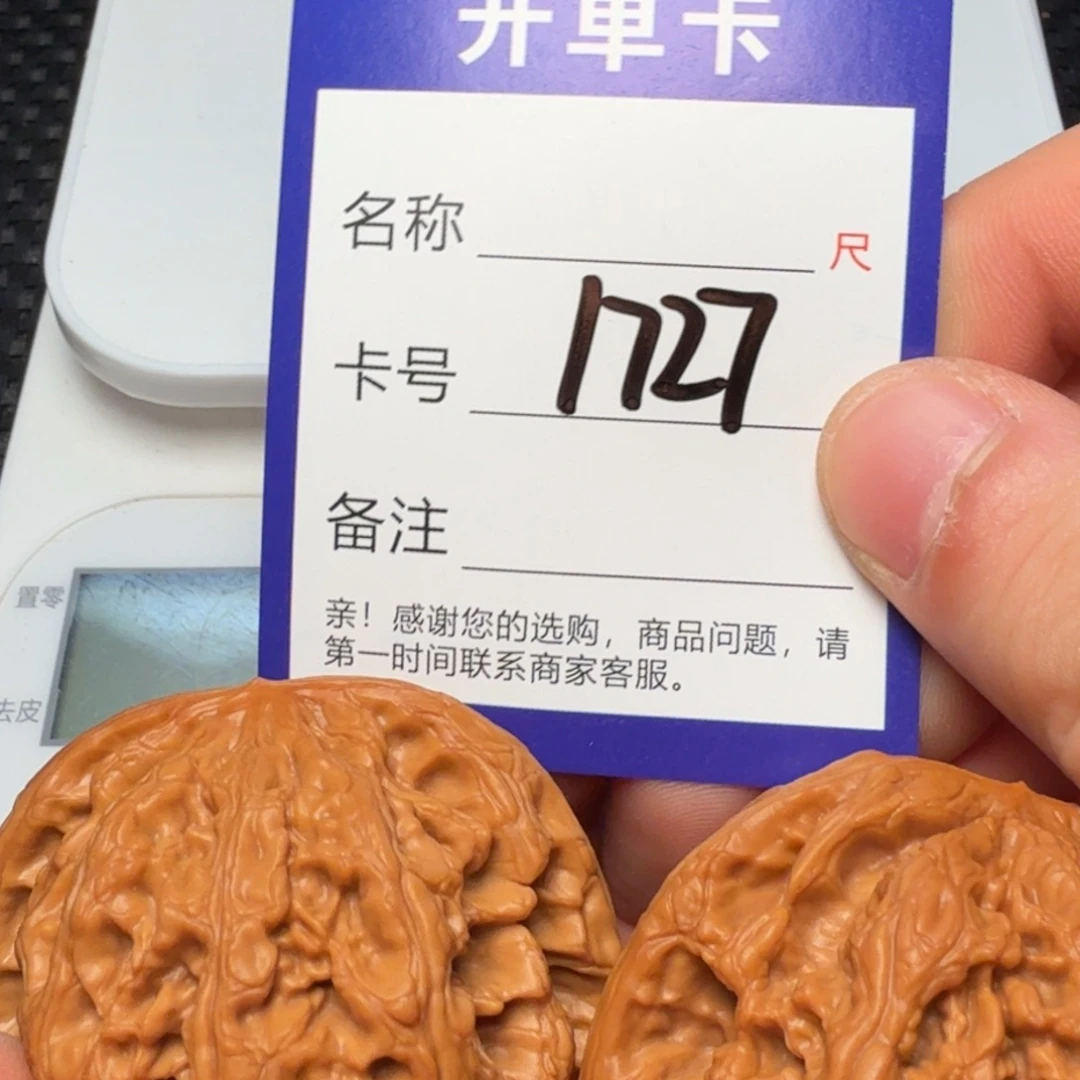 开单卡
名称 尺
卡号 1727
备注
亲！感谢您的选购，商品问题，请
第一时间联系商家客服。
置零
去皮